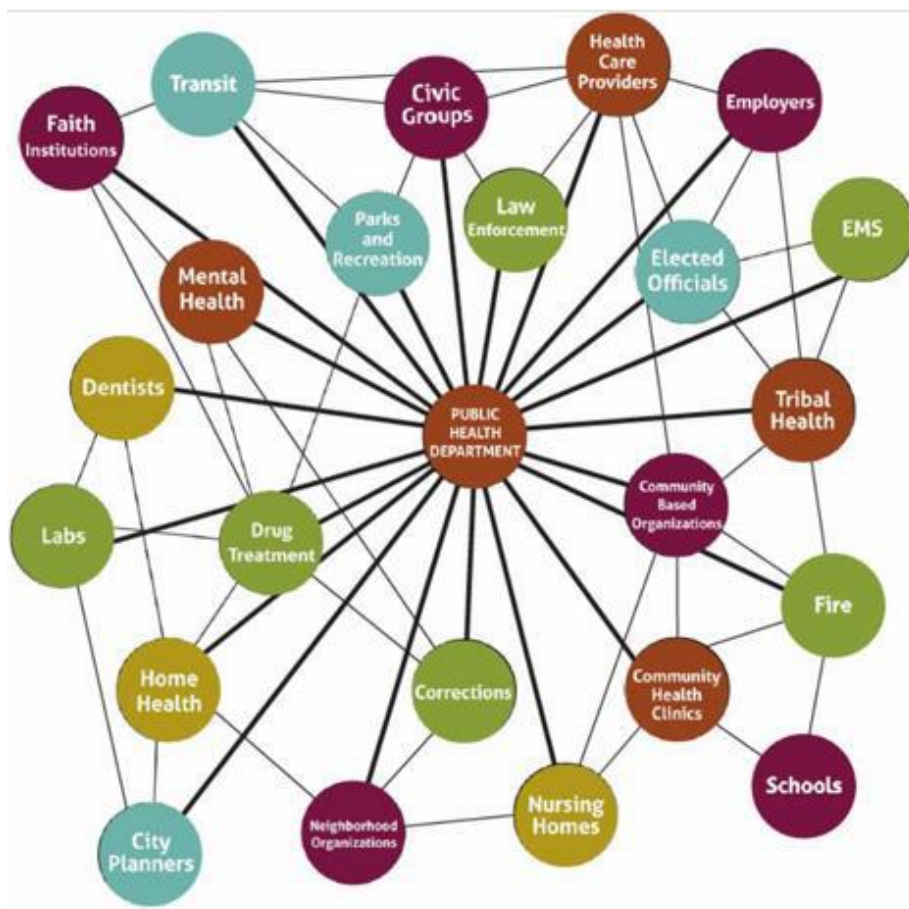 Health
Care
Providers
Transit
Civic
Groups
Employers
Faith
Institutions
Law
Enforcement
Parks
and
Recreation
EMS
Elected
Officials
Mental
Health
Dentists
Tribal
Health
PUBLIC
HEALTH
DEPARTMENT
Community
Based
Organizations
Labs
Drug
Treatment
Fire
Home
Health
Corrections
Community
Health
Clinics
Schools
Nursing
Homes
Neighborhood
Organizations
City
Planners